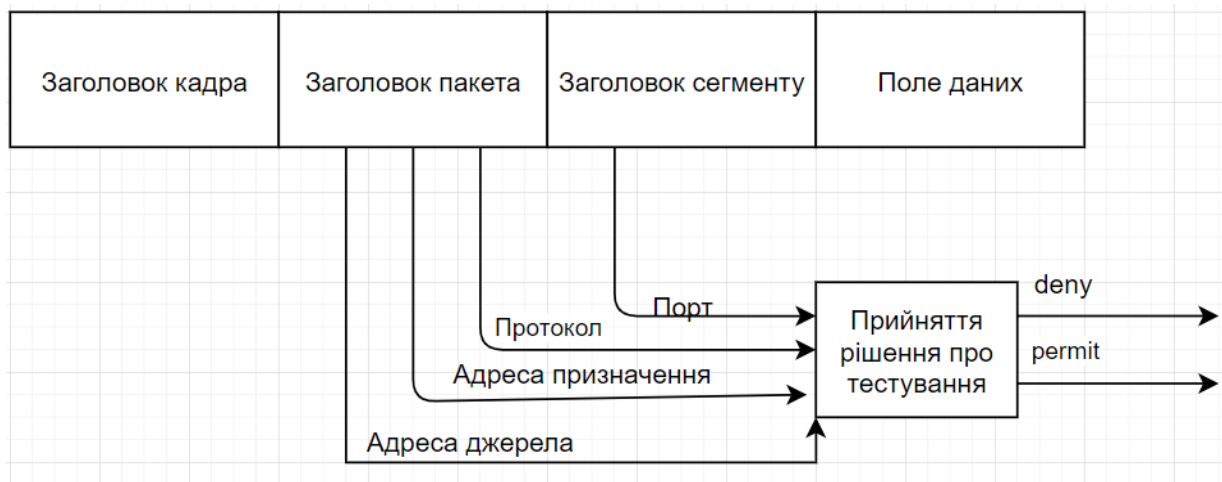 Заголовок кадра
Заголовок пакета
Заголовок сегменту
Поле даних
deny
Порт
Прийняття
рішення про
тестування
Протокол
permit
Адреса призначення
Адреса джерела